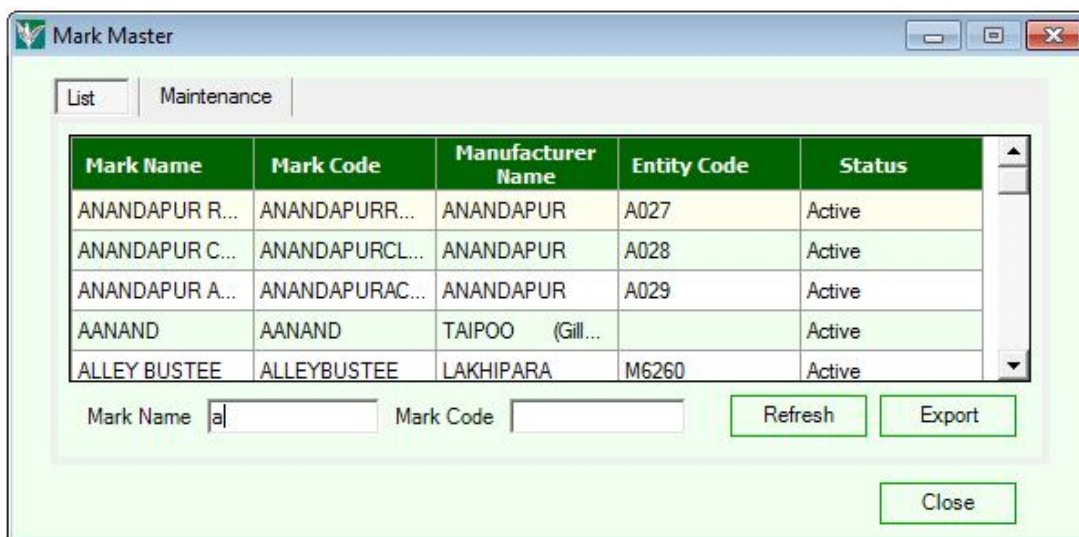 Mark Master
List Maintenance
Mark Name Mark Code Manufacturer Name Entity Code Status
ANANDAPUR R... ANANDAPURR... ANANDAPUR A027 Active
ANANDAPUR C... ANANDAPURCL... ANANDAPUR A028 Active
ANANDAPUR A... ANANDAPURAC... ANANDAPUR A029 Active
AANAND AANAND TAIPOO (Gill... Active
ALLEY BUSTEE ALLEYBUSTEE LAKHIPARA M6260 Active
Mark Name a Mark Code Refresh Export
Close